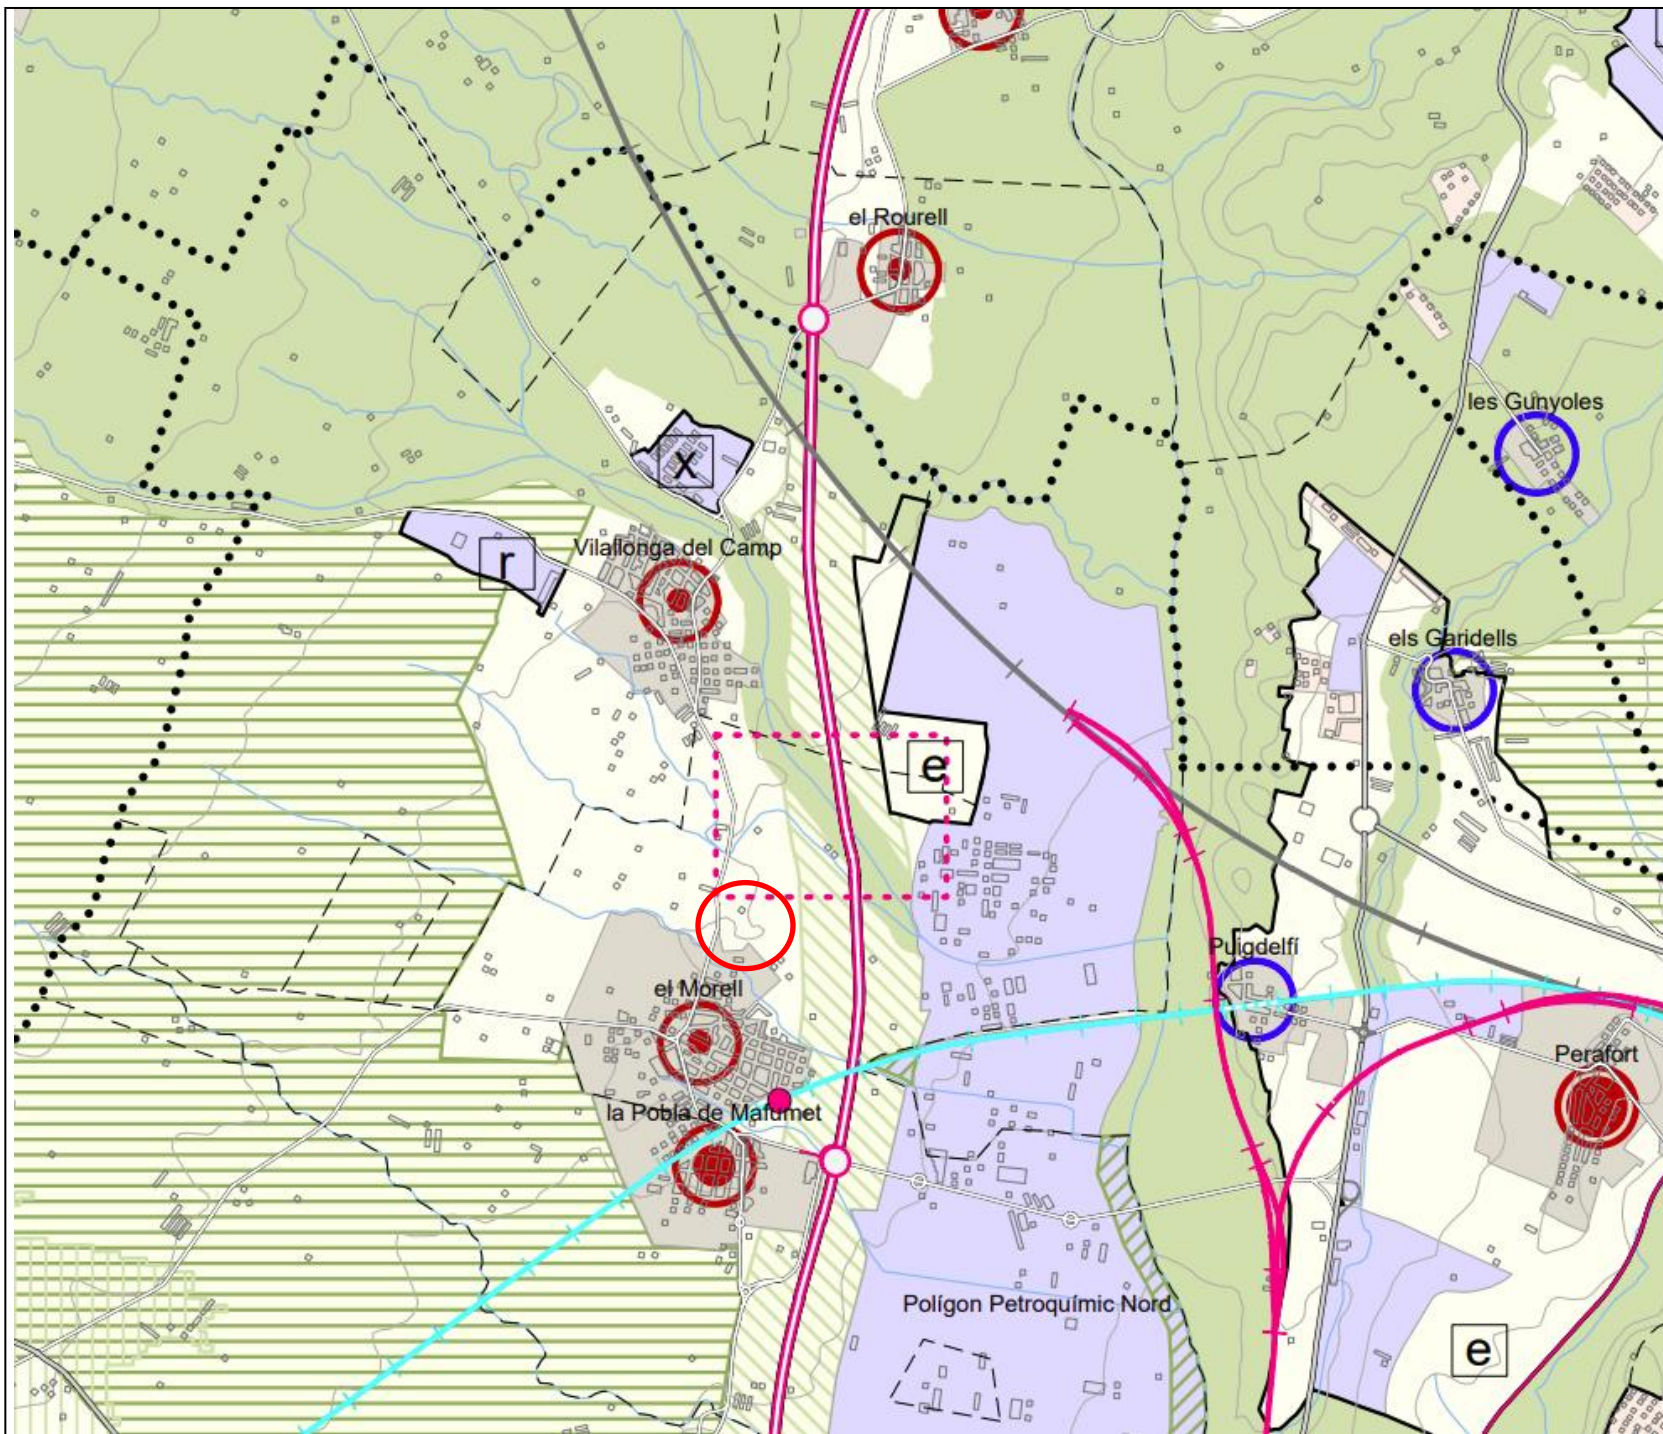 el Rourell
les Gunyoles
x
r
Vilallonga del Camp
els Garidells
e
Puigdelfí
el Morell
Perafort
la Pobla de Mafumet
Polígon Petroquímic Nord
e